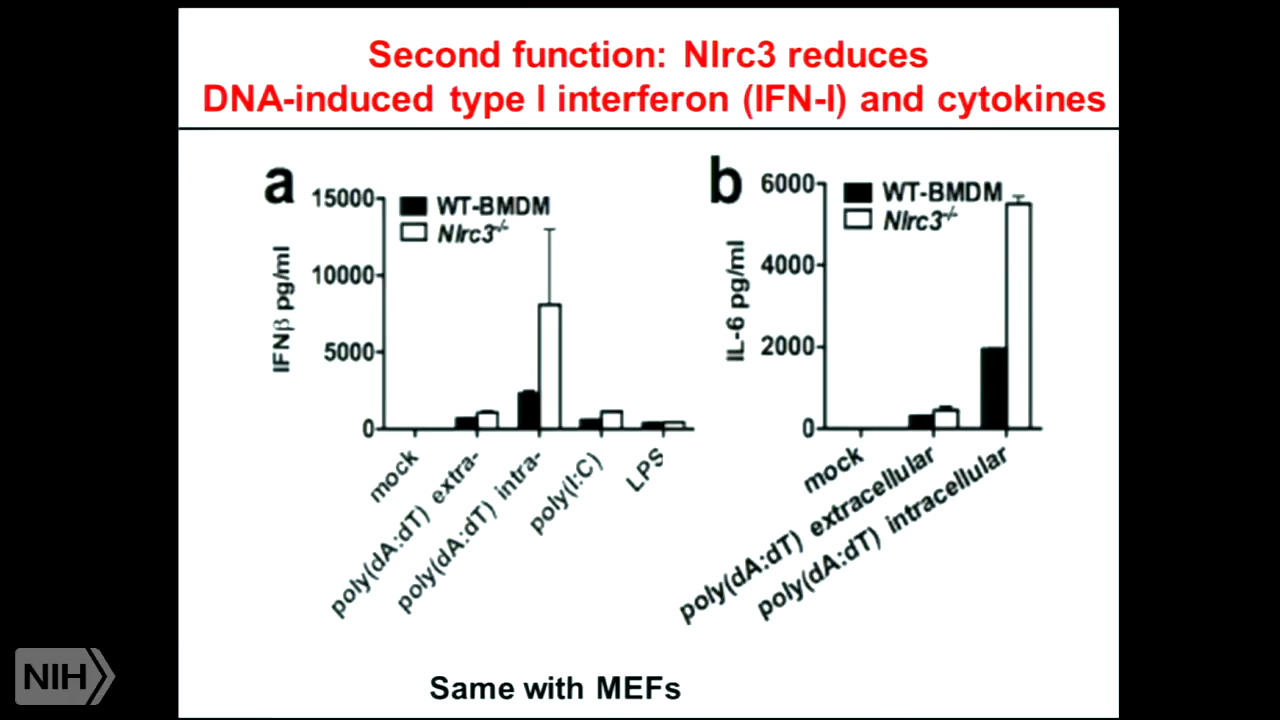 Second function: Nlrc3 reduces
DNA-induced type I interferon (IFN-I) and cytokines
a
15000
10000
5000
0
IFNβ pg/ml
WT-BMDM
Nlrc3-/-
mock
poly(dA:dT) extra-
poly(dA:dT) intra-
poly(I:C)
LPS
b
6000
4000
2000
0
IL-6 pg/ml
WT-BMDM
Nlrc3-/-
mock
poly(dA:dT) extracellular
poly(dA:dT) intracellular
NIH
Same with MEFs